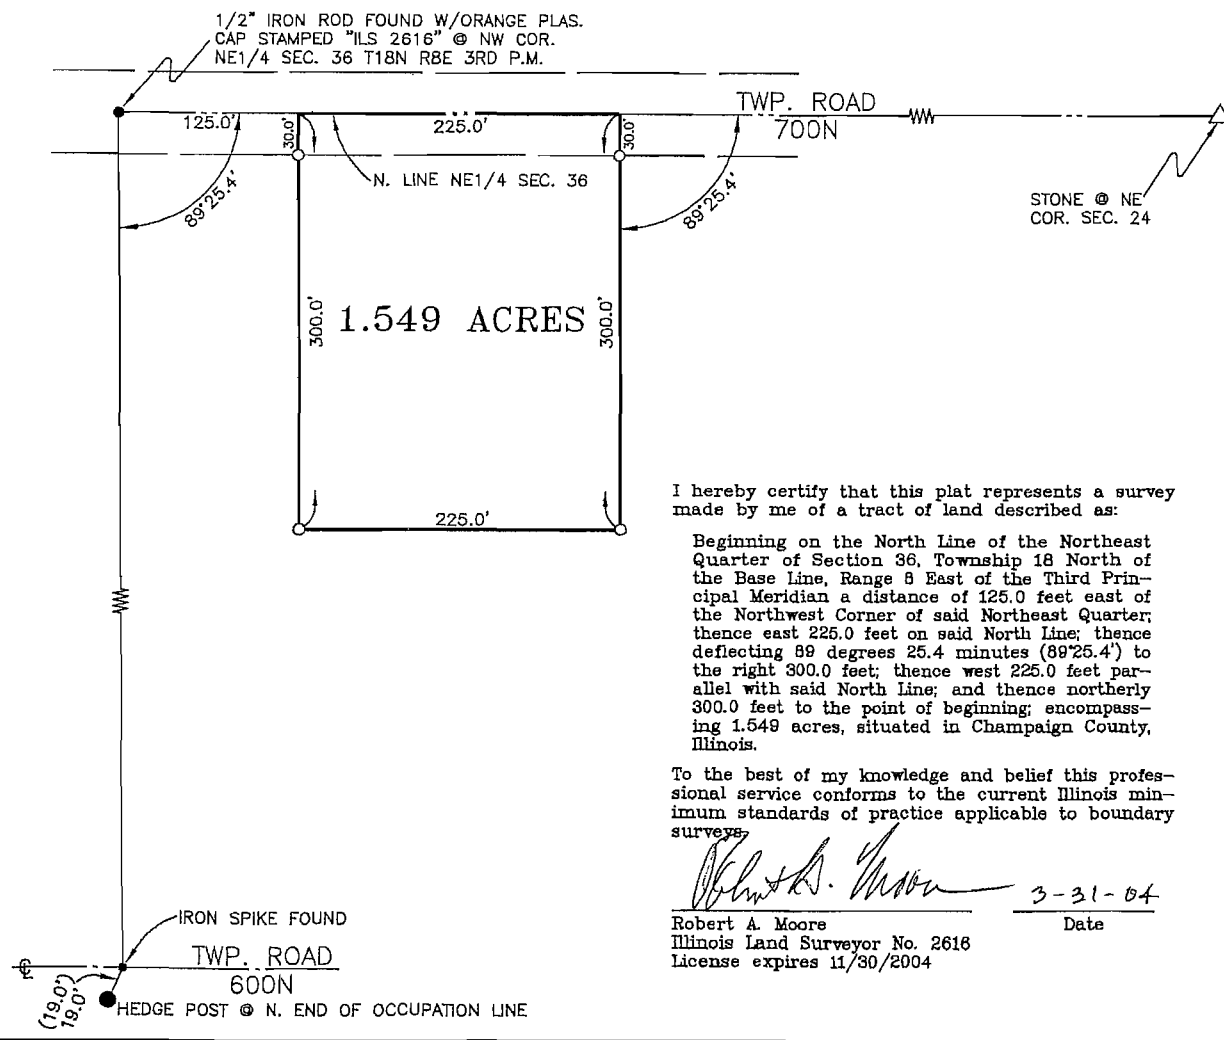 1/2" IRON ROD FOUND W/ORANGE PLAS.
CAP STAMPED "ILS 2616" @ NW COR.
NE1/4 SEC. 36 T18N R8E 3RD P.M.
TWP. ROAD
700N
125.0'
30.0'
225.0'
30.0'
N. LINE NE1/4 SEC. 36
89°25.4'
89°25.4'
STONE @ NE
COR. SEC. 24
300.0'
1.549 ACRES
300.0'
225.0'
I hereby certify that this plat represents a survey
made by me of a tract of land described as:
Beginning on the North Line of the Northeast
Quarter of Section 36, Township 18 North of
the Base Line, Range 8 East of the Third Prin-
cipal Meridian a distance of 125.0 feet east of
the Northwest Corner of said Northeast Quarter;
thence east 225.0 feet on said North Line; thence
deflecting 89 degrees 25.4 minutes (89°25.4') to
the right 300.0 feet; thence west 225.0 feet par-
allel with said North Line; and thence northerly
300.0 feet to the point of beginning; encompass-
ing 1.549 acres, situated in Champaign County,
Illinois.
To the best of my knowledge and belief this profes-
sional service conforms to the current Illinois min-
imum standards of practice applicable to boundary
surveys.
Robert A. Moore
3-31-04
Robert A. Moore
Date
Illinois Land Surveyor No. 2616
License expires 11/30/2004
IRON SPIKE FOUND
TWP. ROAD
600N
(19.0')
19.0'
HEDGE POST @ N. END OF OCCUPATION LINE